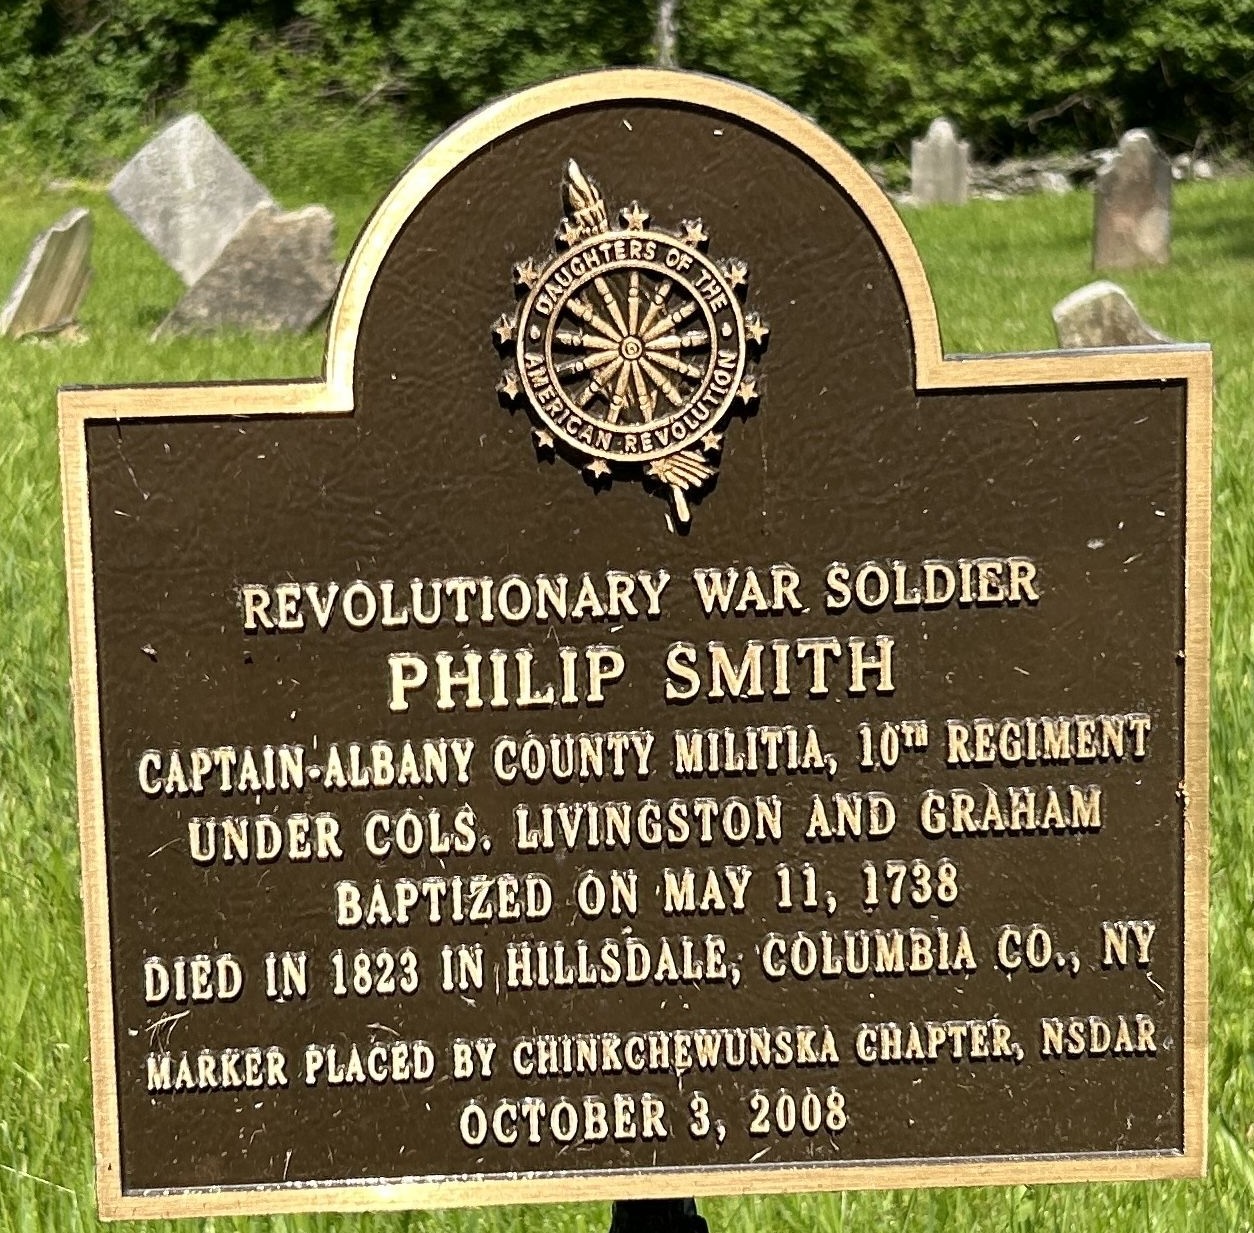 DAUGHTERS OF THE
AMERICAN REVOLUTION
REVOLUTIONARY WAR SOLDIER
PHILIP SMITH
CAPTAIN-ALBANY COUNTY MILITIA, 10TH REGIMENT
UNDER COLS. LIVINGSTON AND GRAHAM
BAPTIZED ON MAY 11, 1738
DIED IN 1823 IN HILLSDALE, COLUMBIA CO., NY
MARKER PLACED BY CHINKCHEWUNSKA CHAPTER, NSDAR
OCTOBER 3, 2008